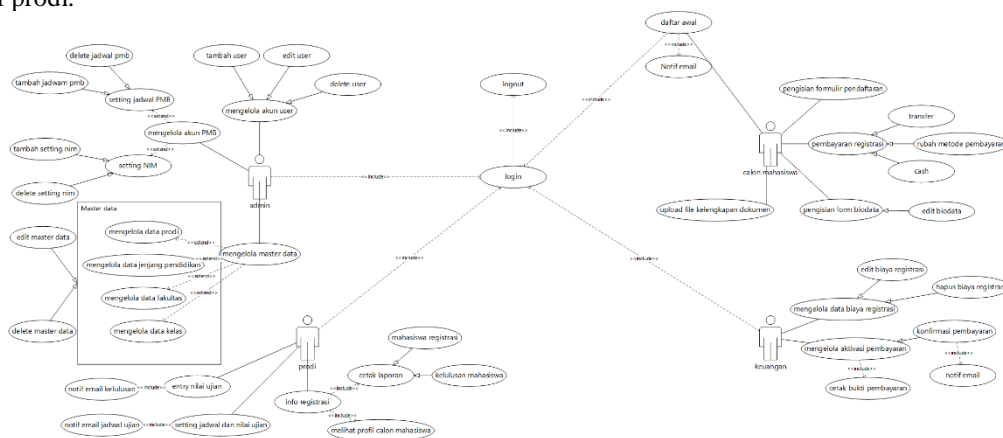 i prodi.
daftar awal
<<include>>
Notif email
delete jadwal pmb
tambah user
edit user
tambah jadwam pmb
setting jadwal PMB
delete user
logout
pengisian formulir pendaftaran
mengelola akun user
<<extend>>
<<include>>
transfer
mengelola akun PMB
<<include>>
tambah setting nim
<<extend>>
pembayaran registrasi
rubah metode pembayaran
setting NIM
calon mahasiswa
cash
admin
<<include>>
login
delete setting nim
Master data
upload file kelengkapan dokumen
pengisian form biodata
edit biodata
edit master data
mengelola data prodi
<<extend>>
mengelola master data
mengelola data jenjang pendidikan
<<extend>>
<<include>>
<<include>>
edit biaya registrasi
<<extend>>
mengelola data fakultas
<<extend>>
hapus biaya registrasi
mengelola data biaya registrasi
delete master data
mengelola data kelas
mahasiswa registrasi
konfirmasi pembayaran
mengelola aktivasi pembayaran
<<include>>
prodi
keuangan
cetak laporan
kelulusan mahasiswa
<<include>>
notif email
notif email kelulusan
<<include>>
entry nilai ujian
<<include>>
cetak bukti pembayaran
info registrasi
<<include>>
notif email jadwal ujian
<<include>>
setting jadwal dan nilai ujian
melihat profil calon mahasiswa